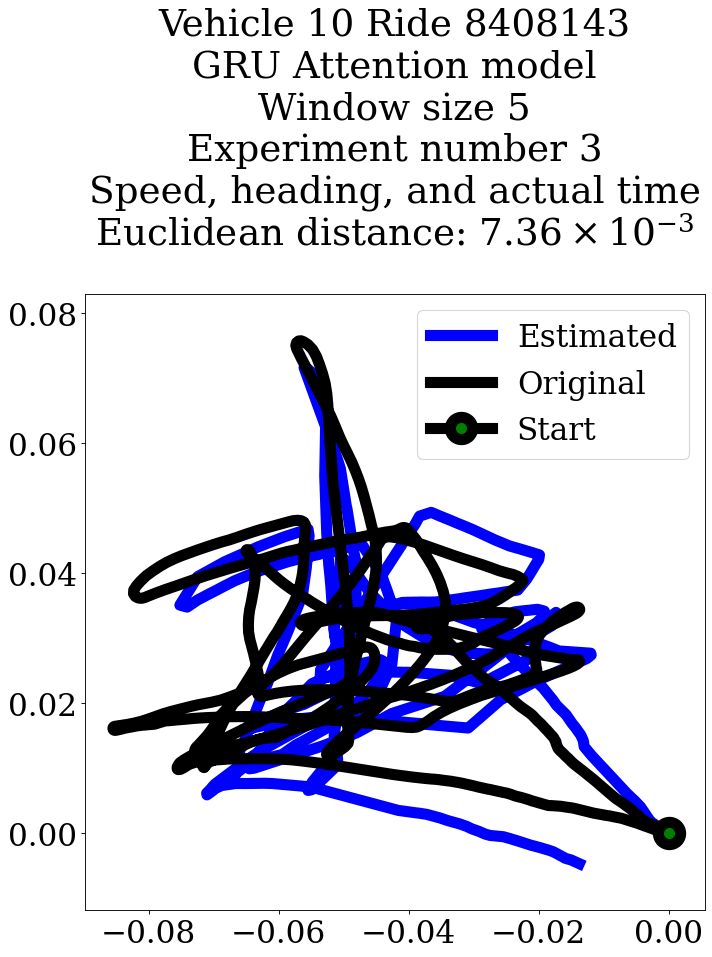 Vehicle 10 Ride 8408143
GRU Attention model
Window size 5
Experiment number 3
Speed, heading, and actual time
Euclidean distance: 7.36 × 10⁻³
Estimated
Original
Start
0.08
0.06
0.04
0.02
0.00
−0.08
−0.06
−0.04
−0.02
0.00